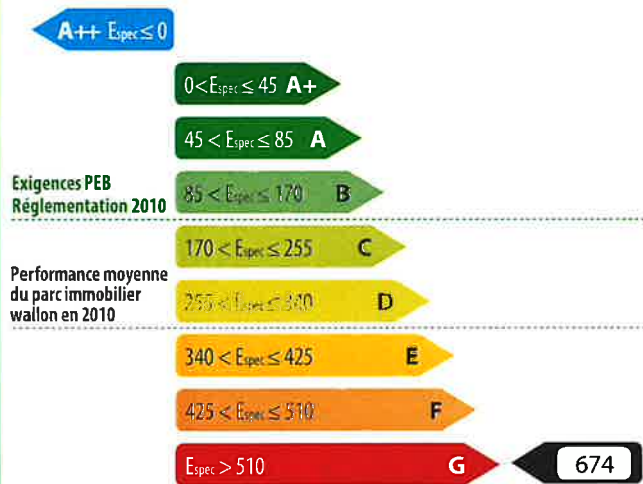 A++ Espec ≤ 0
0 < Espec ≤ 45 A+
45 < Espec ≤ 85 A
Exigences PEB
Réglementation 2010
85 < Espec ≤ 170 B
170 < Espec ≤ 255 C
Performance moyenne
du parc immobilier
wallon en 2010
255 < Espec ≤ 340 D
340 < Espec ≤ 425 E
425 < Espec ≤ 510 F
Espec > 510 G 674